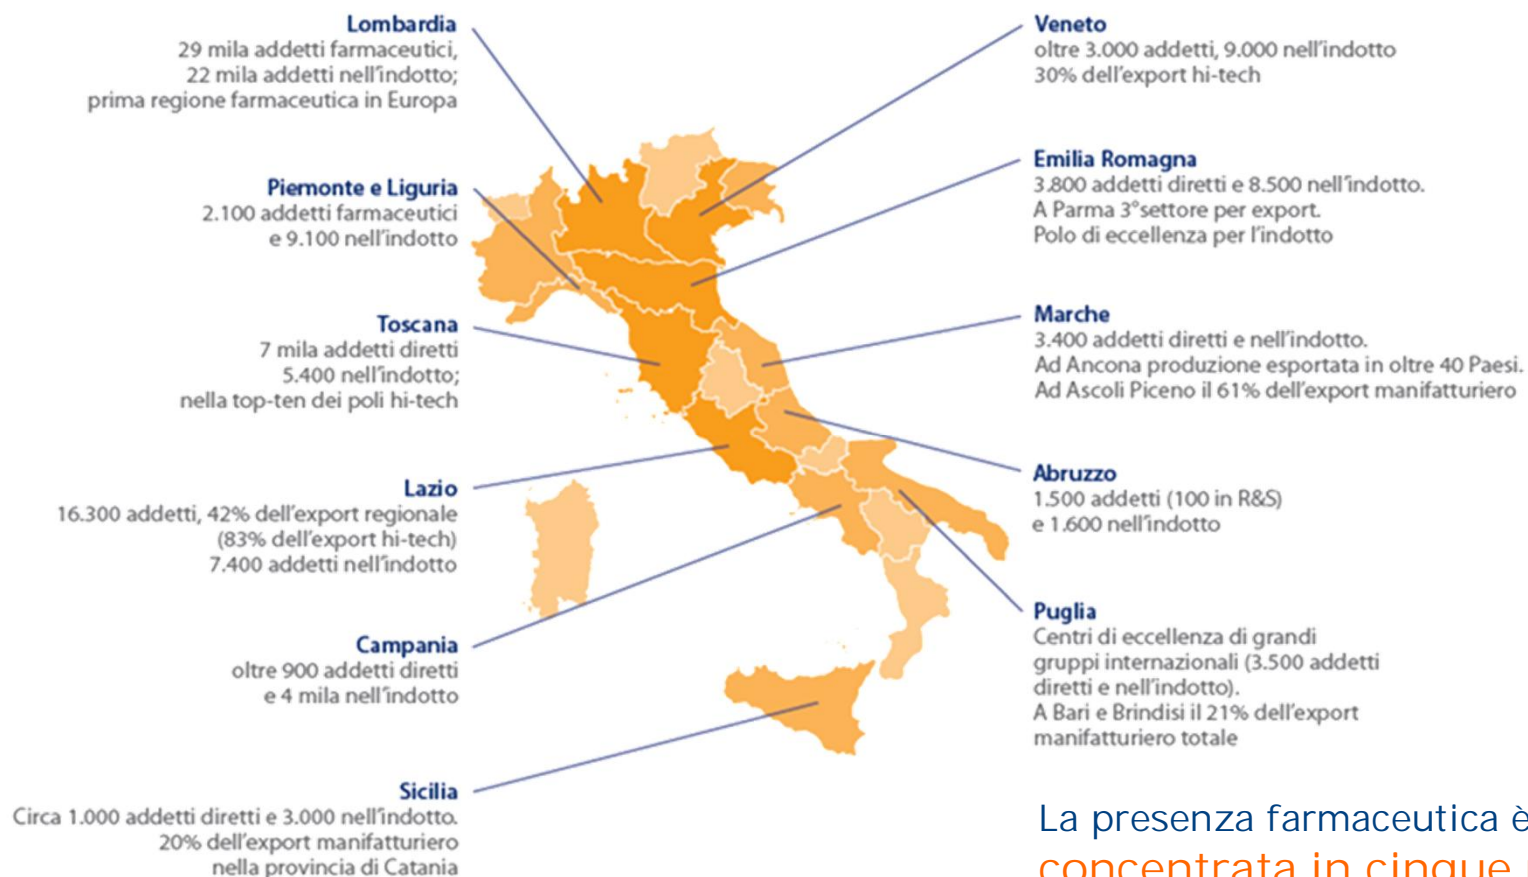 Lombardia
29 mila addetti farmaceutici,
22 mila addetti nell'indotto;
prima regione farmaceutica in Europa
Piemonte e Liguria
2.100 addetti farmaceutici
e 9.100 nell'indotto
Toscana
7 mila addetti diretti
5.400 nell'indotto;
nella top-ten dei poli hi-tech
Lazio
16.300 addetti, 42% dell'export regionale
(83% dell'export hi-tech)
7.400 addetti nell'indotto
Campania
oltre 900 addetti diretti
e 4 mila nell'indotto
Sicilia
Circa 1.000 addetti diretti e 3.000 nell'indotto.
20% dell'export manifatturiero
nella provincia di Catania
Veneto
oltre 3.000 addetti, 9.000 nell'indotto
30% dell'export hi-tech
Emilia Romagna
3.800 addetti diretti e 8.500 nell'indotto.
A Parma 3°settore per export.
Polo di eccellenza per l'indotto
Marche
3.400 addetti diretti e nell'indotto.
Ad Ancona produzione esportata in oltre 40 Paesi.
Ad Ascoli Piceno il 61% dell'export manifatturiero
Abruzzo
1.500 addetti (100 in R&S)
e 1.600 nell'indotto
Puglia
Centri di eccellenza di grandi
gruppi internazionali (3.500 addetti
diretti e nell'indotto).
A Bari e Brindisi il 21% dell'export
manifatturiero totale
La presenza farmaceutica è
concentrata in cinque